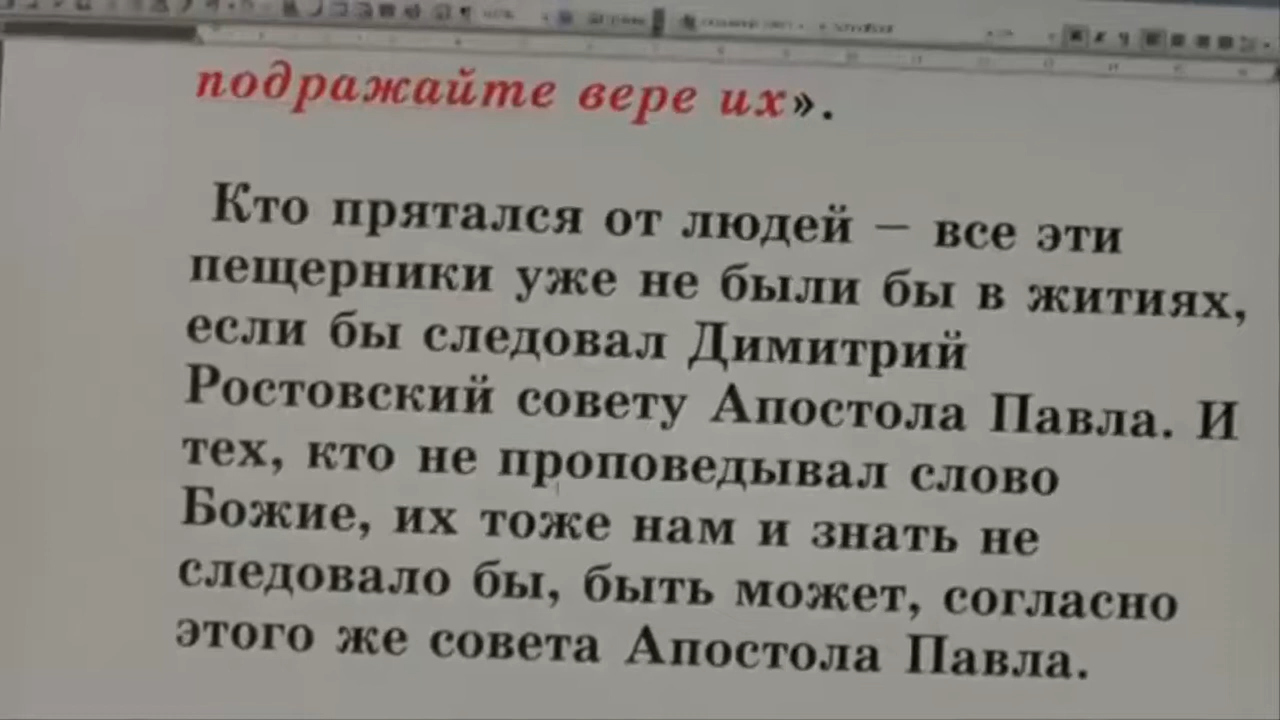 подражайте вере их».
Кто прятался от людей – все эти
пещерники уже не были бы в житиях,
если бы следовал Димитрий
Ростовский совету Апостола Павла. И
тех, кто не проповедывал слово
Божие, их тоже нам и знать не
следовало бы, быть может, согласно
этого же совета Апостола Павла.